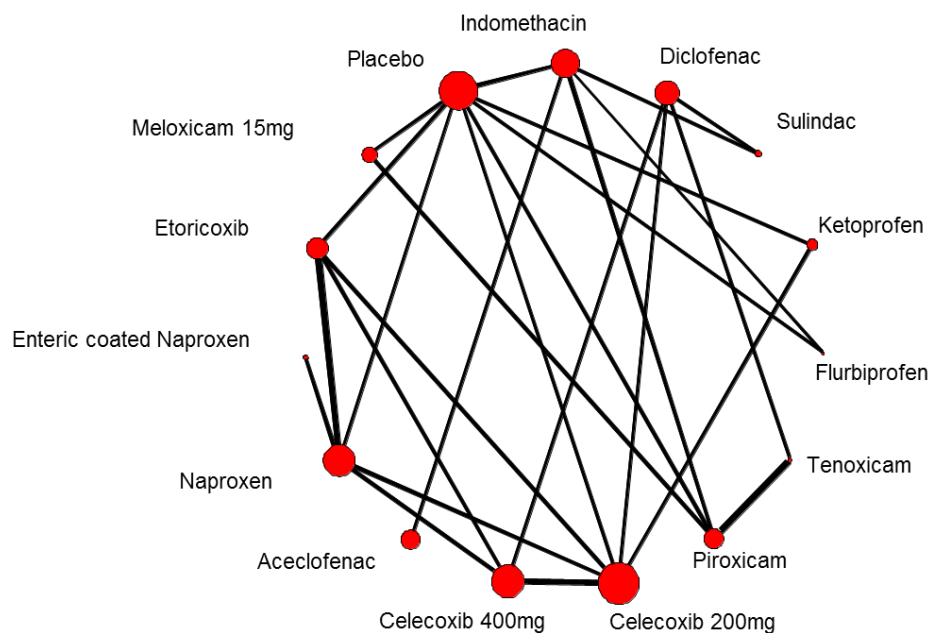 Indomethacin
Placebo
Diclofenac
Meloxicam 15mg
Sulindac
Etoricoxib
Ketoprofen
Enteric coated Naproxen
Flurbiprofen
Naproxen
Tenoxicam
Aceclofenac
Piroxicam
Celecoxib 400mg
Celecoxib 200mg